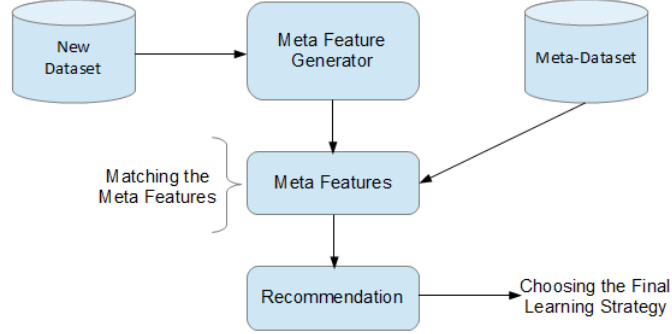 New
Dataset
Meta Feature
Generator
Meta-Dataset
Matching the
Meta Features
Meta Features
Recommendation
Choosing the Final
Learning Strategy